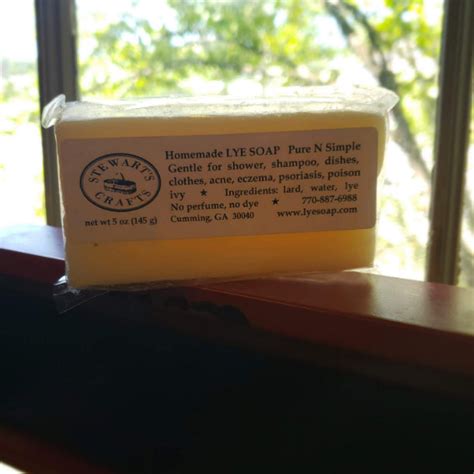 STEWART'S
CRAFTS
net wt 5 oz (145 g)
Homemade LYE SOAP Pure N Simple
Gentle for shower, shampoo, dishes,
clothes, acne, eczema, psoriasis, poison
ivy ★ Ingredients: lard, water, lye
No perfume, no dye ★ 770-887-6988
Cumming, GA 30040 www.lyesoap.com